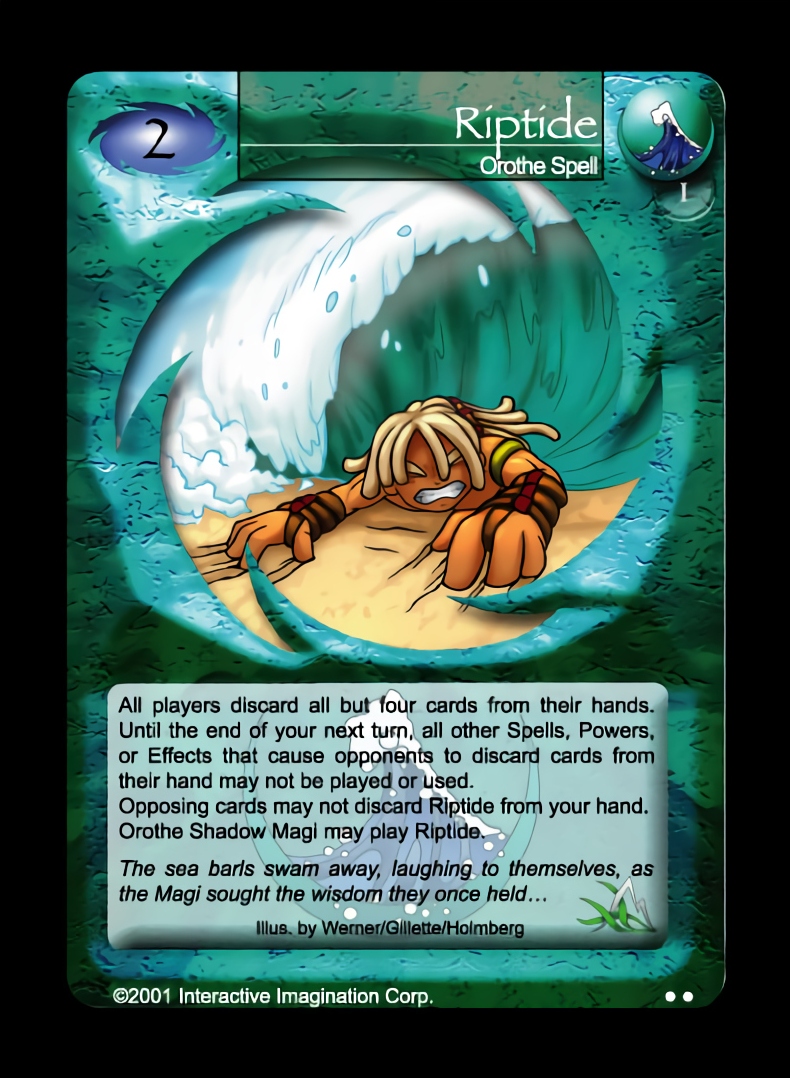 2
Riptide
Orothe Spell
I
All players discard all but four cards from their hands.
Until the end of your next turn, all other Spells, Powers,
or Effects that cause opponents to discard cards from
their hand may not be played or used.
Opposing cards may not discard Riptide from your hand.
Orothe Shadow Magi may play Riptide.
The sea barls swam away, laughing to themselves, as
the Magi sought the wisdom they once held...
Illus. by Werner/Gillette/Holmberg
©2001 Interactive Imagination Corp.